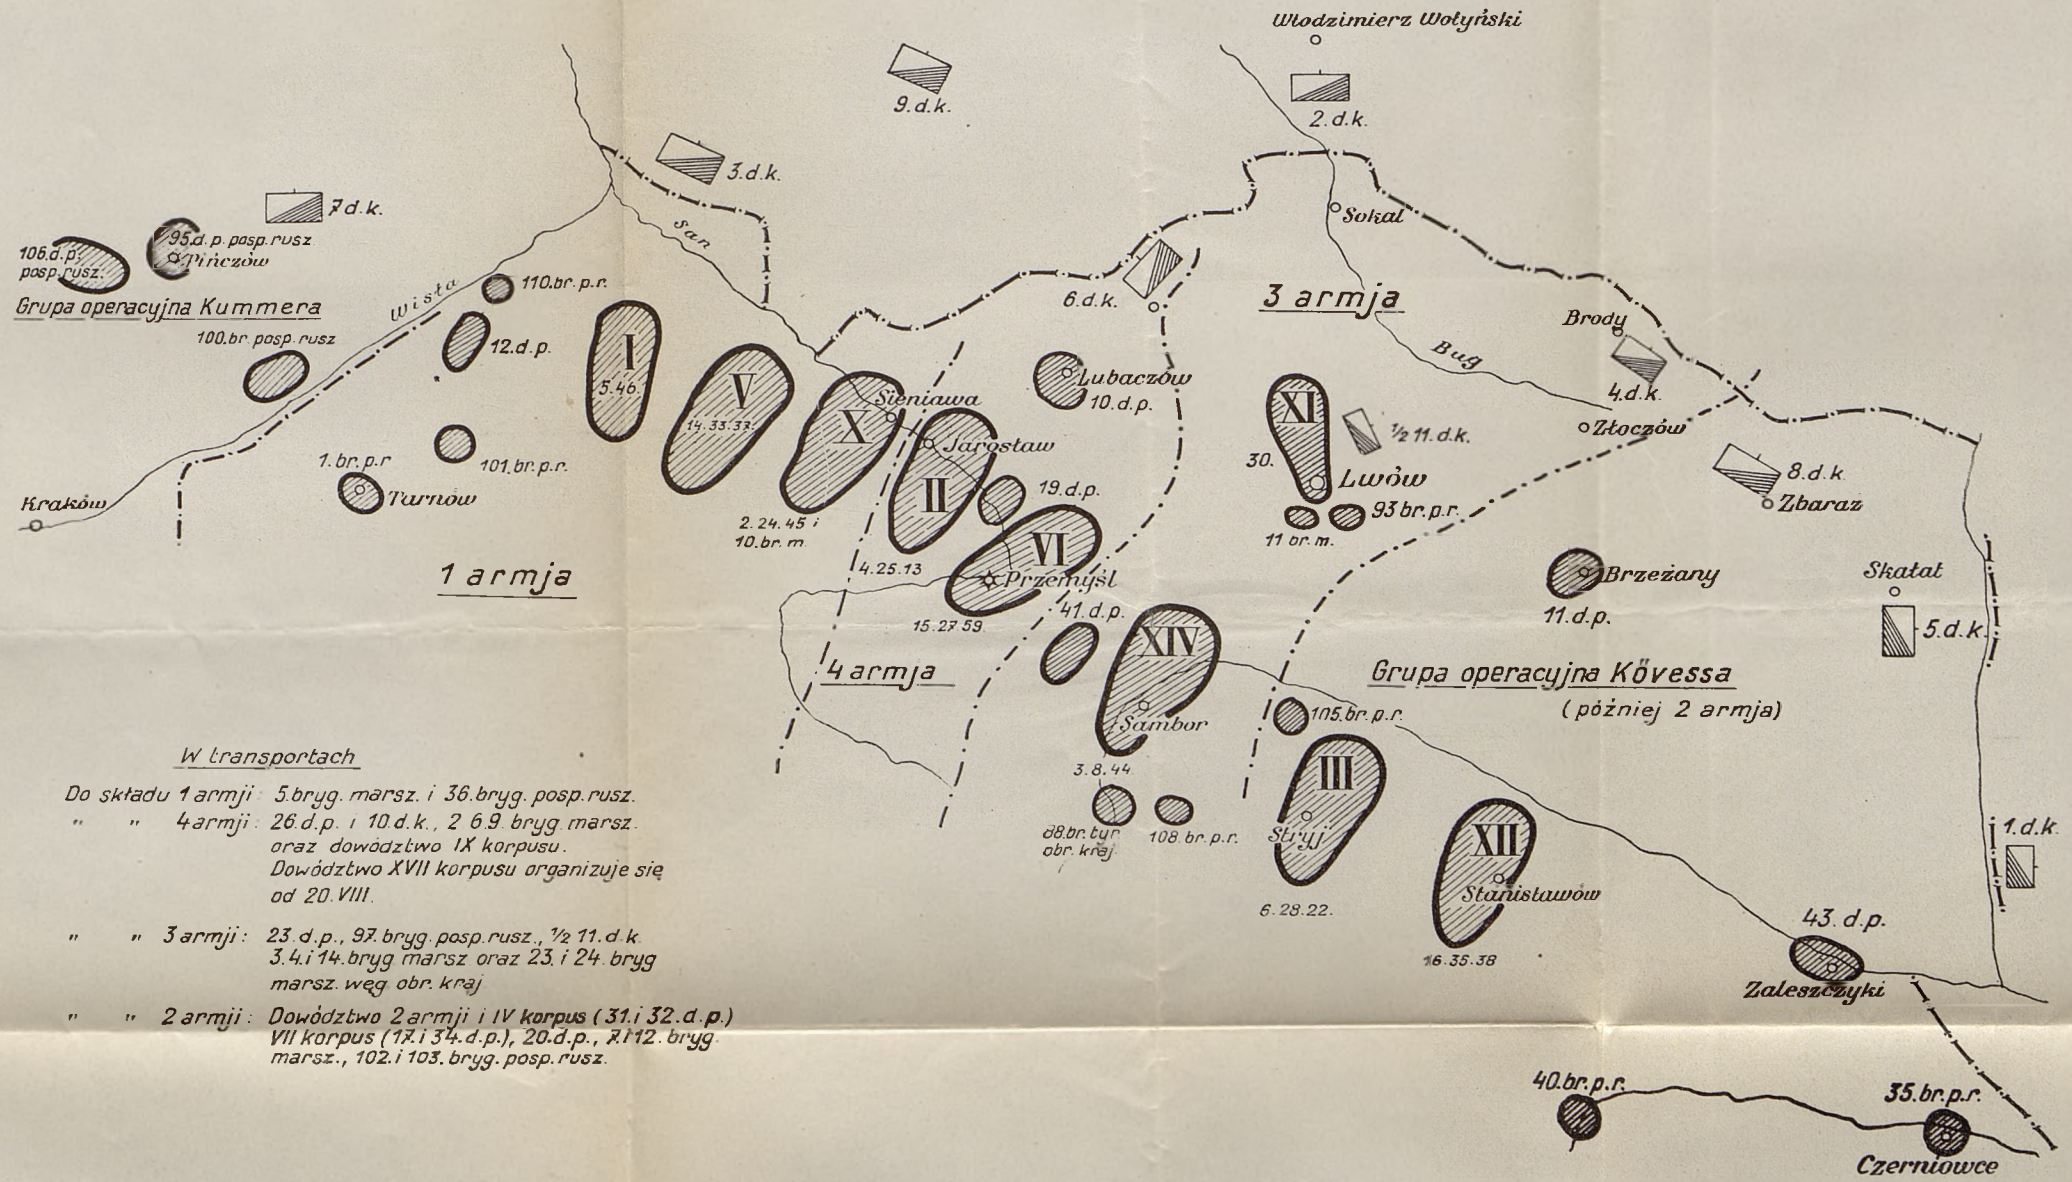 Włodzimierz Wołyński
2.d.k.
9.d.k.
3.d.k.
7 d.k.
106.d.p.
posp.rusz.
95.d.p. posp.rusz
Pińczów
Grupa operacyjna Kummera
100.br. posp.rusz
Wisła
San
110.br.p.r.
12.d.p.
101.br.p.r.
1.br.p.r
Tarnów
Kraków
1 armja
I
5.46.
V
14.33.37.
X
Sieniawa
2.24.45 i
10.br.m.
Jarosław
II
4.25.13
19.d.p.
VI
Przemyśl
15.27.59
4 armja
Lubaczów
10.d.p.
6.d.k.
Sokal
3 armja
Bug
Brody
4.d.k.
Złoczów
XI
30.
½ 11.d.k.
Lwów
11 br.m.
93 br.p.r.
8.d.k
Zbaraz
Brzeżany
11.d.p.
Skałat
5.d.k.
41.d.p.
XIV
Sambor
3.8.44
88.br.tyr.
obr. kraj
108.br.p.r.
Grupa operacyjna Kövessa
(później 2 armja)
105.br.p.r.
III
Stryj
6.28.22.
XII
Stanisławów
16.35.38
1.d.k.
43.d.p.
Zaleszczyki
40.br.p.r.
35.br.p.r.
Czerniowce
W transportach
Do składu 1 armji: 5.bryg. marsz. i 36.bryg. posp.rusz.
" " 4 armji: 26.d.p. i 10.d.k., 2 6.9. bryg. marsz.
oraz dowództwo IX korpusu.
Dowództwo XVII korpusu organizuje się
od 20.VIII.
" " 3 armji: 23.d.p., 97.bryg.posp.rusz., ½ 11.d.k
3.4.i 14.bryg marsz oraz 23.i 24.bryg
marsz. węg obr. kraj
" " 2 armji: Dowództwo 2 armji i IV korpus (31.i 32.d.p.)
VII korpus (17.i 34.d.p.), 20.d.p., 7.i 12.bryg.
marsz., 102.i 103.bryg. posp.rusz.